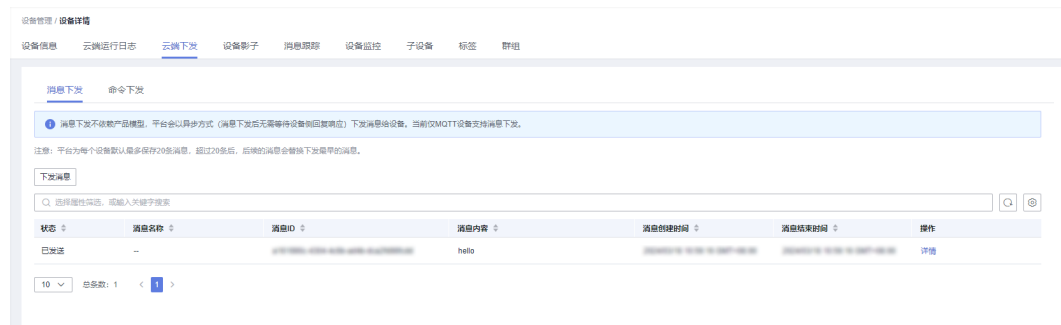 设备管理 / 设备详情
设备信息 云端运行日志 云端下发 设备影子 消息跟踪 设备监控 子设备 标签 群组
消息下发 命令下发
消息下发不依赖产品模型，平台会以异步方式（消息下发后无需等待设备侧回复响应）下发消息给设备。当前仅MQTT设备支持消息下发。
注意：平台为每个设备默认最多保存20条消息，超过20条后，后续的消息会替换下发最早的消息。
下发消息
选择属性筛选，或输入关键字搜索
状态 消息名称 消息ID 消息内容 消息创建时间 消息结束时间 操作
已发送 -- hello 详情
10 总条数：1 < 1 >